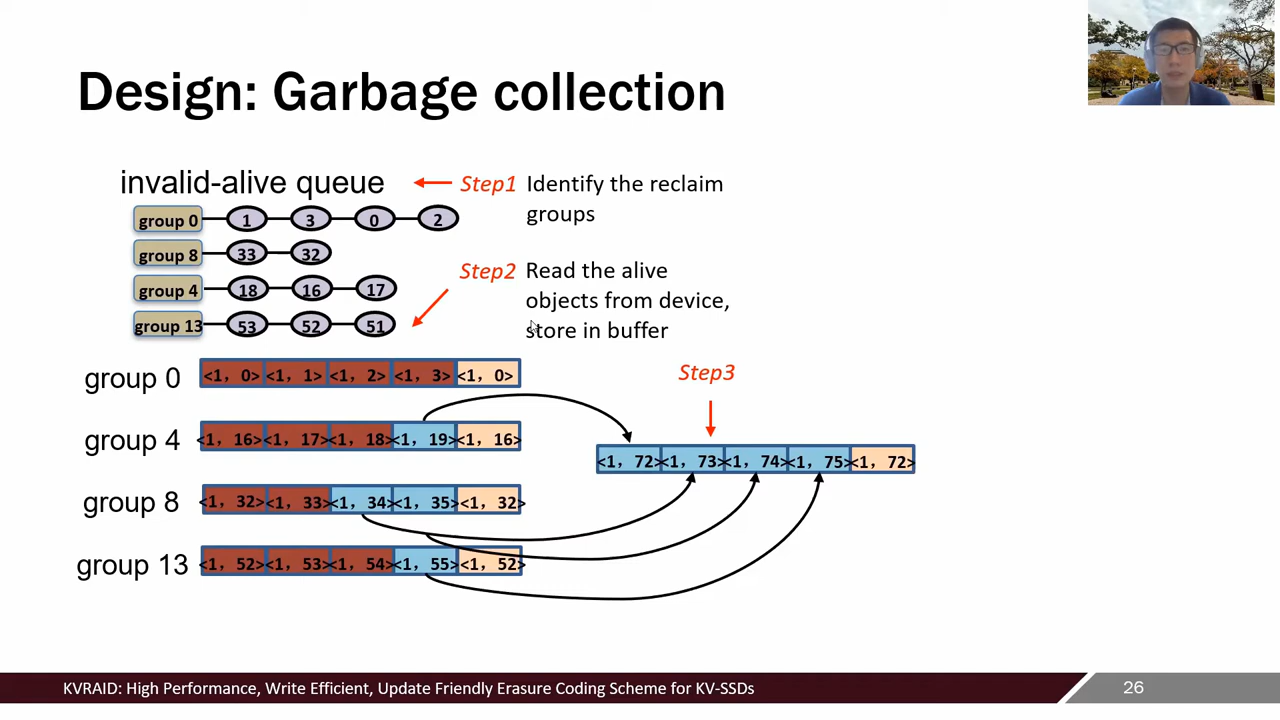 Design: Garbage collection
invalid-alive queue
Step1 Identify the reclaim
groups
group 0 1 3 0 2
group 8 33 32
group 4 18 16 17
group 13 53 52 51
Step2 Read the alive
objects from device,
store in buffer
group 0 <1, 0> <1, 1> <1, 2> <1, 3> <1, 0>
Step3
group 4 <1, 16> <1, 17> <1, 18> <1, 19> <1, 16>
<1, 72> <1, 73> <1, 74> <1, 75> <1, 72>
group 8 <1, 32> <1, 33> <1, 34> <1, 35> <1, 32>
group 13 <1, 52> <1, 53> <1, 54> <1, 55> <1, 52>
KVRAID: High Performance, Write Efficient, Update Friendly Erasure Coding Scheme for KV-SSDs
26